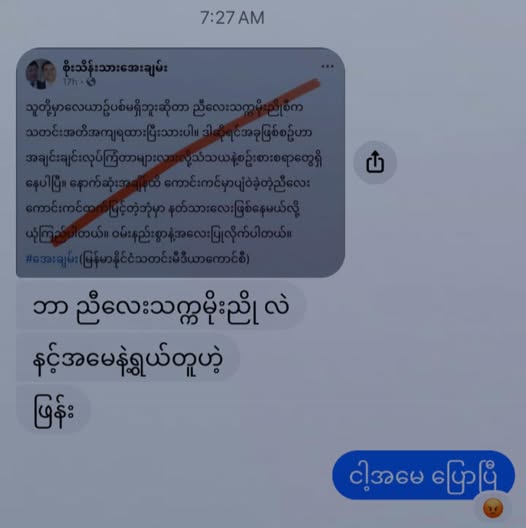 7:27 AM
စိုးသိန်းသားအေးချမ်း
17h
သူတို့မှာလေယာဥ်ပစ်မရှိဘူးဆိုတာ ညီလေးသက္ကမိုးညိုစီက
သတင်းအတိအကျရထားပြီးသားပါ။ ဒါဆိုရင်အခုဖြစ်စဥ်ဟာ
အချင်းချင်းလုပ်ကြံတာများလားလို့သံသယနဲ့စဥ်းစားစရာတွေရှိ
နေပါပြီ။ နောက်ဆုံးအချိန်ထိ ကောင်းကင်မှာပျံဝဲခဲ့တဲ့ညီလေး
ကောင်းကင်ထက်မြင့်တဲ့ဘုံမှာ နတ်သားလေးဖြစ်နေမယ်လို့
ယုံကြည်ပါတယ်။ ဝမ်းနည်းစွာနဲ့အလေးပြုလိုက်ပါတယ်။
#အေးချမ်း(မြန်မာနိုင်ငံသတင်းမီဒီယာကောင်စီ)
ဘာ ညီလေးသက္ကမိုးညို လဲ
နင့်အမေနဲ့ရွှယ်တူဟဲ့
ဖြန်း
ငါ့အမေ ပြောပြီ